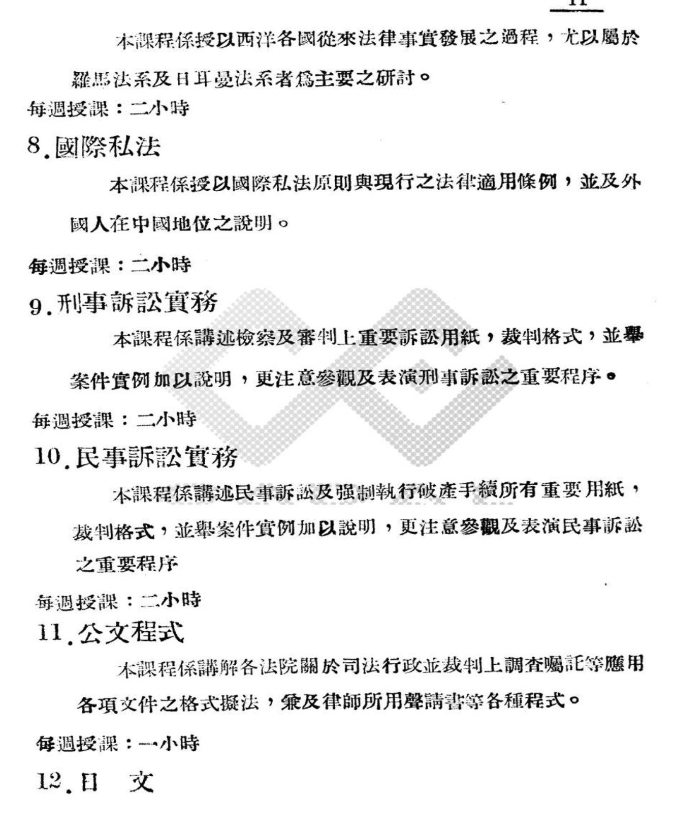 11
本課程係授以西洋各國從來法律事實發展之過程，尤以屬於
羅馬法系及日耳曼法系者爲主要之研討。
每週授課：二小時
8.國際私法
本課程係授以國際私法原則與現行之法律適用條例，並及外
國人在中國地位之說明。
每週授課：二小時
9.刑事訴訟實務
本課程係講述檢察及審判上重要訴訟用紙，裁判格式，並舉
案件實例加以說明，更注意參觀及表演刑事訴訟之重要程序。
每週授課：二小時
10.民事訴訟實務
本課程係講述民事訴訟及强制執行破產手續所有重要用紙，
裁判格式，並舉案件實例加以說明，更注意參觀及表演民事訴訟
之重要程序
每週授課：二小時
11.公文程式
本課程係講解各法院關於司法行政並裁判上調查囑託等應用
各項文件之格式擬法，兼及律師所用聲請書等各種程式。
每週授課：一小時
12.日　文